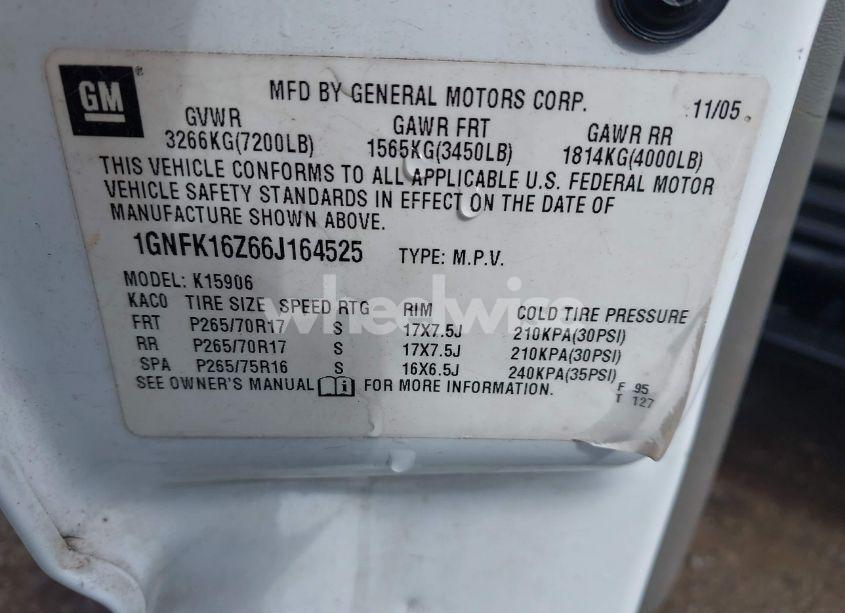 GM
MFD BY GENERAL MOTORS CORP. 11/05
GVWR GAWR FRT GAWR RR
3266KG(7200LB) 1565KG(3450LB) 1814KG(4000LB)
THIS VEHICLE CONFORMS TO ALL APPLICABLE U.S. FEDERAL MOTOR
VEHICLE SAFETY STANDARDS IN EFFECT ON THE DATE OF
MANUFACTURE SHOWN ABOVE.
1GNFK16Z66J164525 TYPE: M.P.V.
MODEL: K15906
KACO TIRE SIZE SPEED RTG RIM COLD TIRE PRESSURE
FRT P265/70R17 S 17X7.5J 210KPA(30PSI)
RR P265/70R17 S 17X7.5J 210KPA(30PSI)
SPA P265/75R16 S 16X6.5J 240KPA(35PSI)
SEE OWNER'S MANUAL FOR MORE INFORMATION.
F 95
T 127
wheelwire